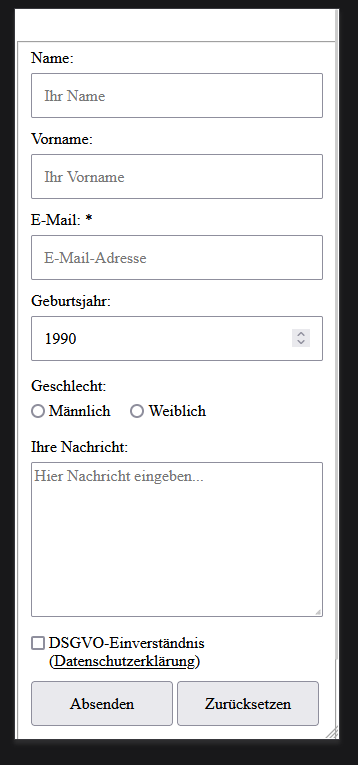 Name:
Ihr Name
Vorname:
Ihr Vorname
E-Mail: *
E-Mail-Adresse
Geburtsjahr:
1990
Geschlecht:
Männlich Weiblich
Ihre Nachricht:
Hier Nachricht eingeben...
DSGVO-Einverständnis
(Datenschutzerklärung)
Absenden Zurücksetzen